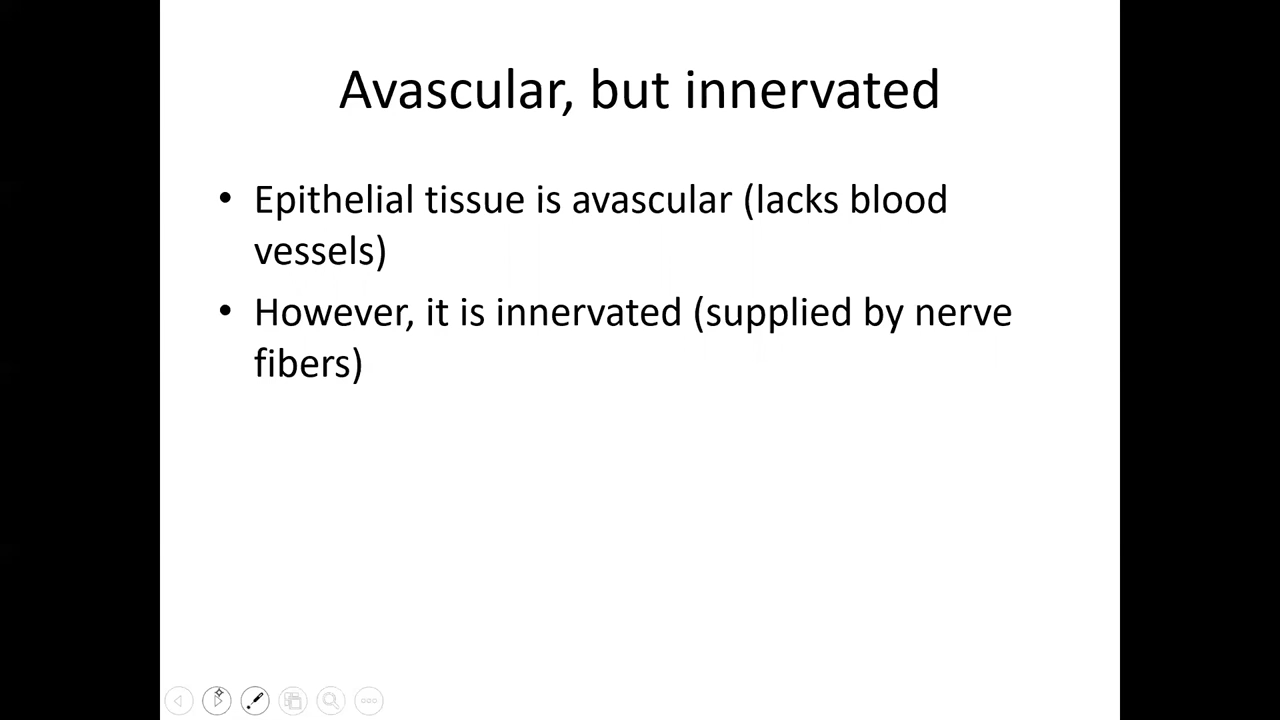 Avascular, but innervated
• Epithelial tissue is avascular (lacks blood
vessels)
• However, it is innervated (supplied by nerve
fibers)